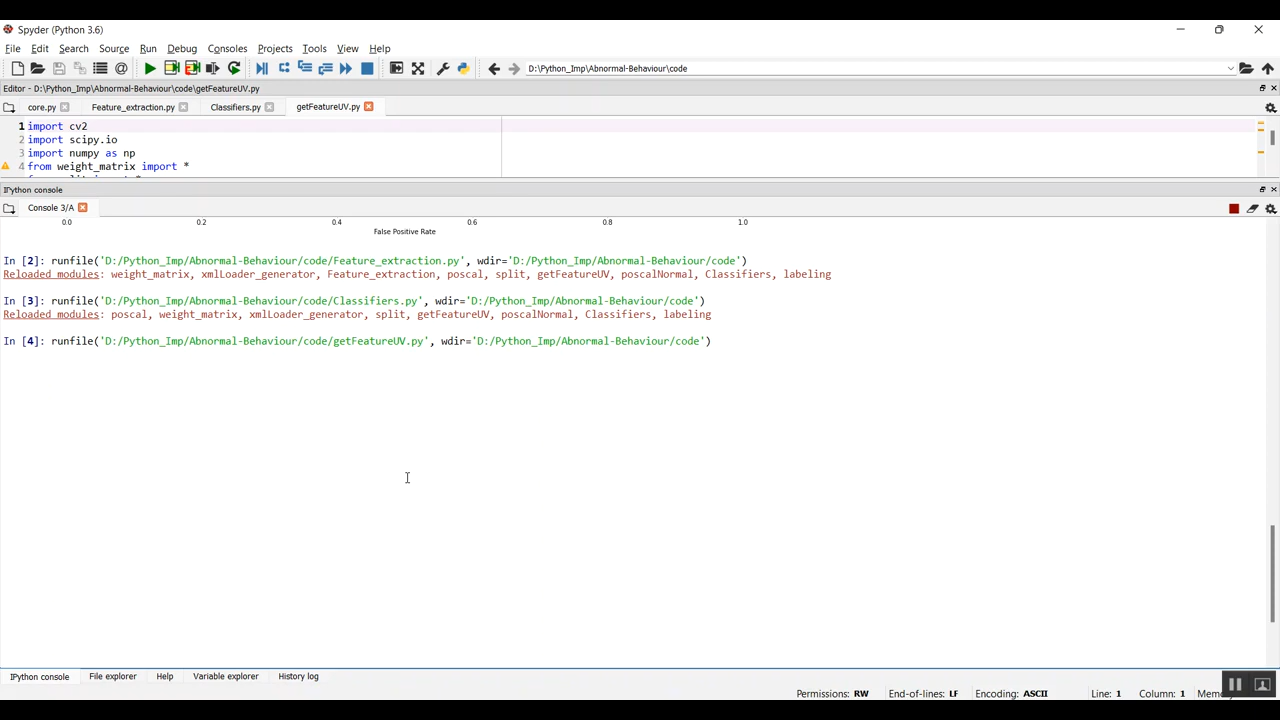 Spyder (Python 3.6)
File Edit Search Source Run Debug Consoles Projects Tools View Help
D:\Python_Imp\Abnormal-Behaviour\code
Editor - D:\Python_Imp\Abnormal-Behaviour\code\getFeatureUV.py
core.py Feature_extraction.py Classifiers.py getFeatureUV.py
1 import cv2
2 import scipy.io
3 import numpy as np
4 from weight_matrix import *
IPython console
Console 3/A
0.0 0.2 0.4 0.6 0.8 1.0
False Positive Rate
In [2]: runfile('D:/Python_Imp/Abnormal-Behaviour/code/Feature_extraction.py', wdir='D:/Python_Imp/Abnormal-Behaviour/code')
Reloaded modules: weight_matrix, xmlLoader_generator, Feature_extraction, poscal, split, getFeatureUV, poscalNormal, Classifiers, labeling
In [3]: runfile('D:/Python_Imp/Abnormal-Behaviour/code/Classifiers.py', wdir='D:/Python_Imp/Abnormal-Behaviour/code')
Reloaded modules: poscal, weight_matrix, xmlLoader_generator, split, getFeatureUV, poscalNormal, Classifiers, labeling
In [4]: runfile('D:/Python_Imp/Abnormal-Behaviour/code/getFeatureUV.py', wdir='D:/Python_Imp/Abnormal-Behaviour/code')
IPython console File explorer Help Variable explorer History log
Permissions: RW End-of-lines: LF Encoding: ASCII Line: 1 Column: 1